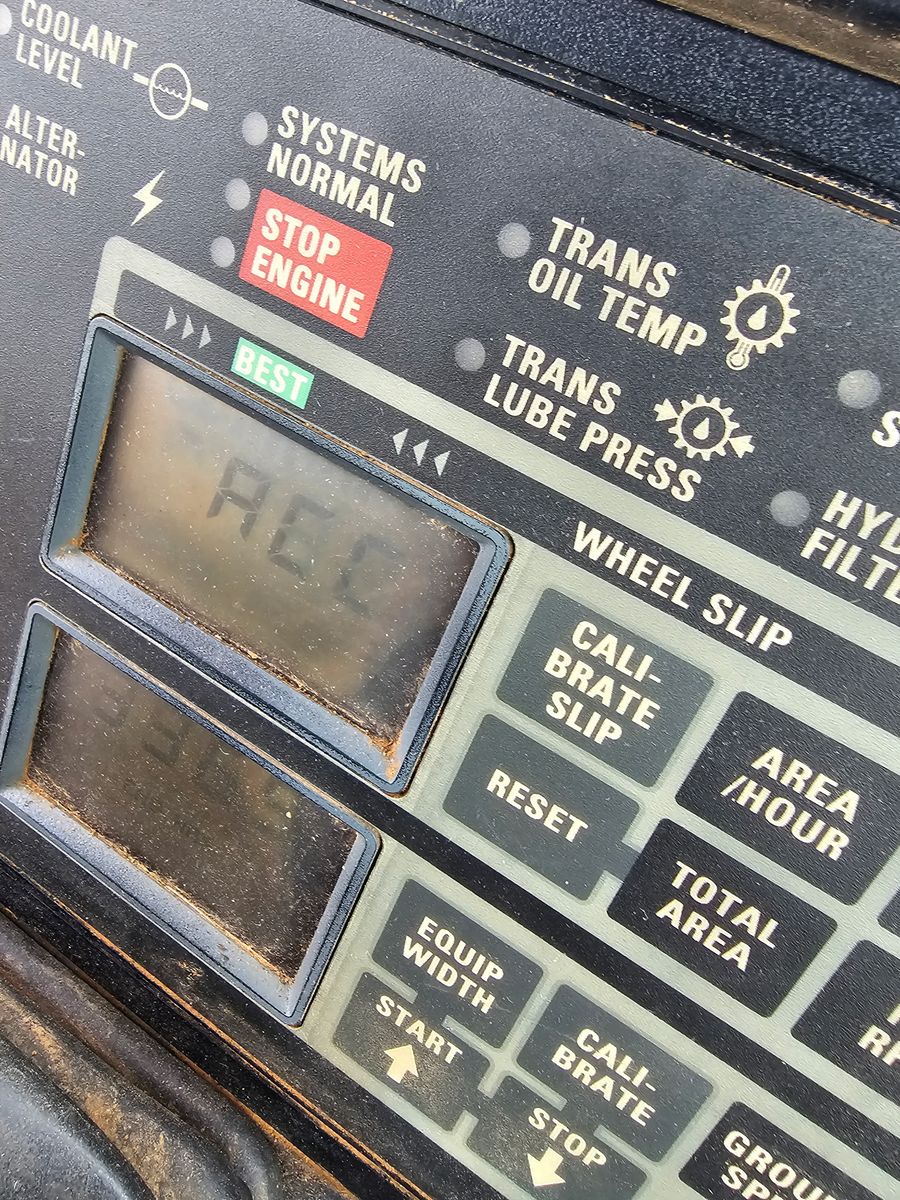 COOLANT
LEVEL
ALTER-
NATOR
SYSTEMS
NORMAL
STOP
ENGINE
TRANS
OIL TEMP
TRANS
LUBE PRESS
BEST
WHEEL SLIP
CALI-
BRATE
SLIP
RESET
AREA
/HOUR
TOTAL
AREA
EQUIP
WIDTH
START
CALI-
BRATE
STOP